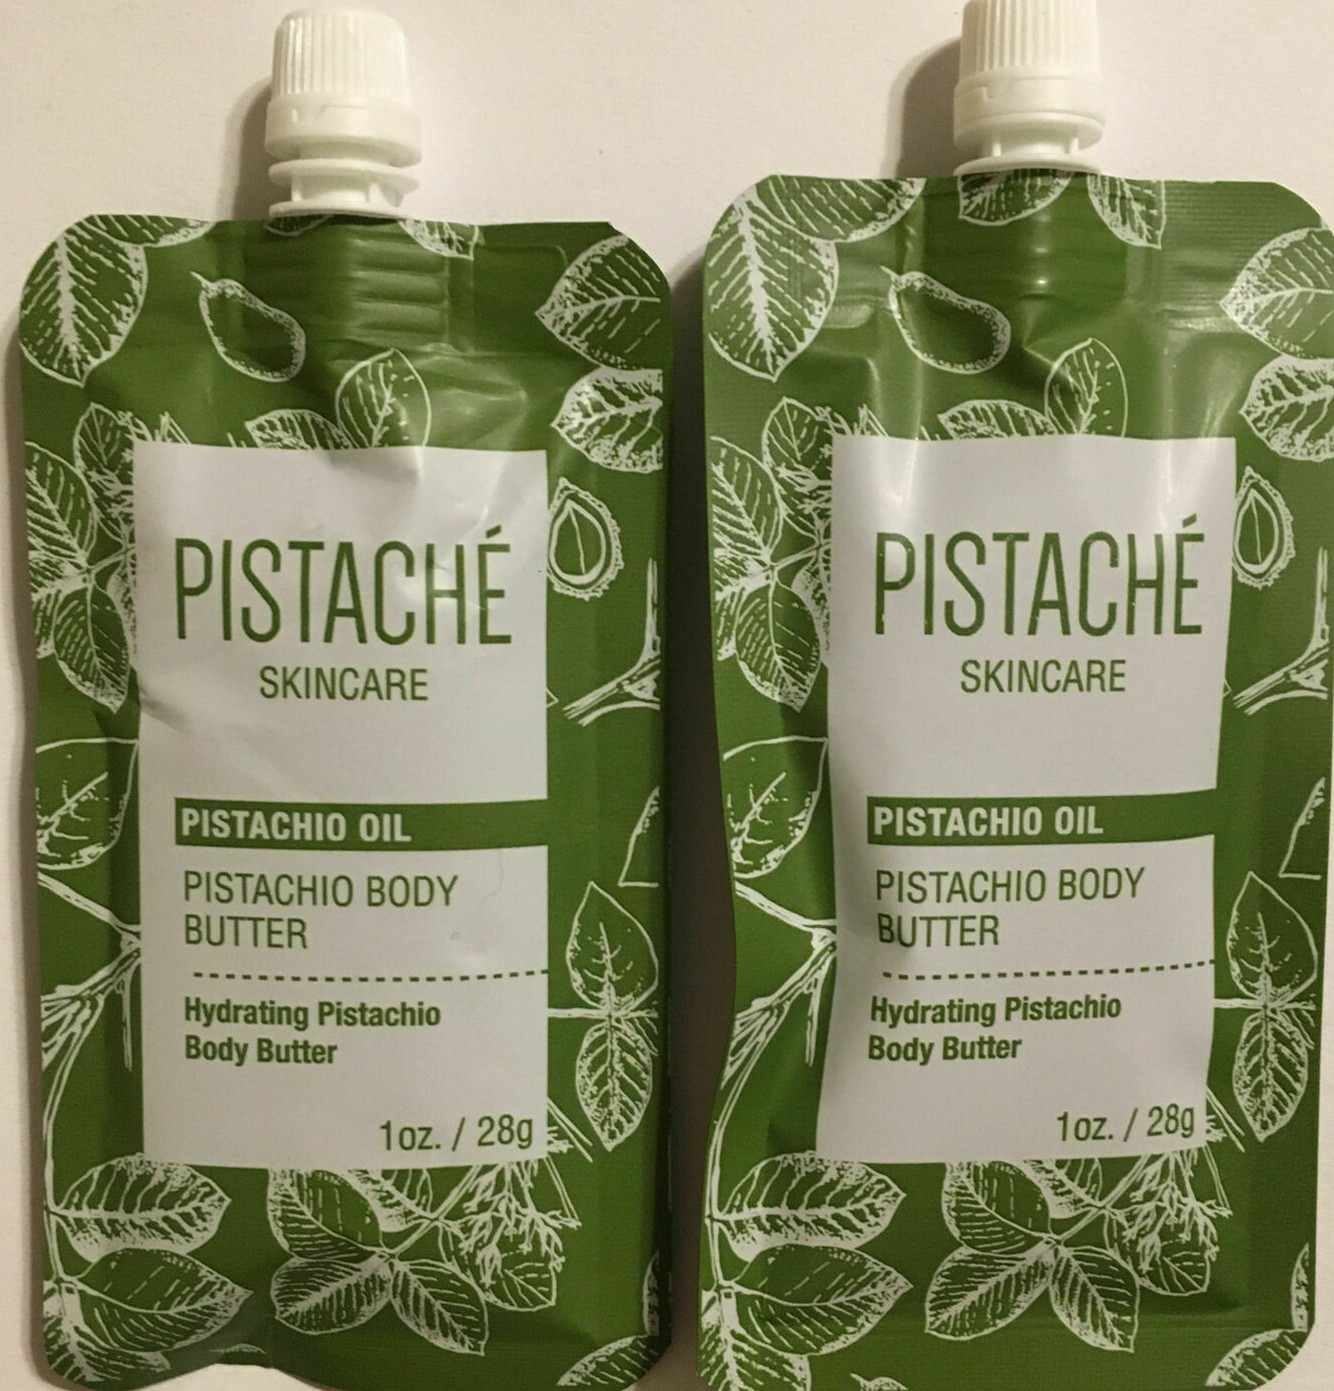 PISTACHÉ
SKINCARE
PISTACHIO OIL
PISTACHIO BODY
BUTTER
Hydrating Pistachio
Body Butter
1oz. / 28g
PISTACHÉ
SKINCARE
PISTACHIO OIL
PISTACHIO BODY
BUTTER
Hydrating Pistachio
Body Butter
1oz. / 28g